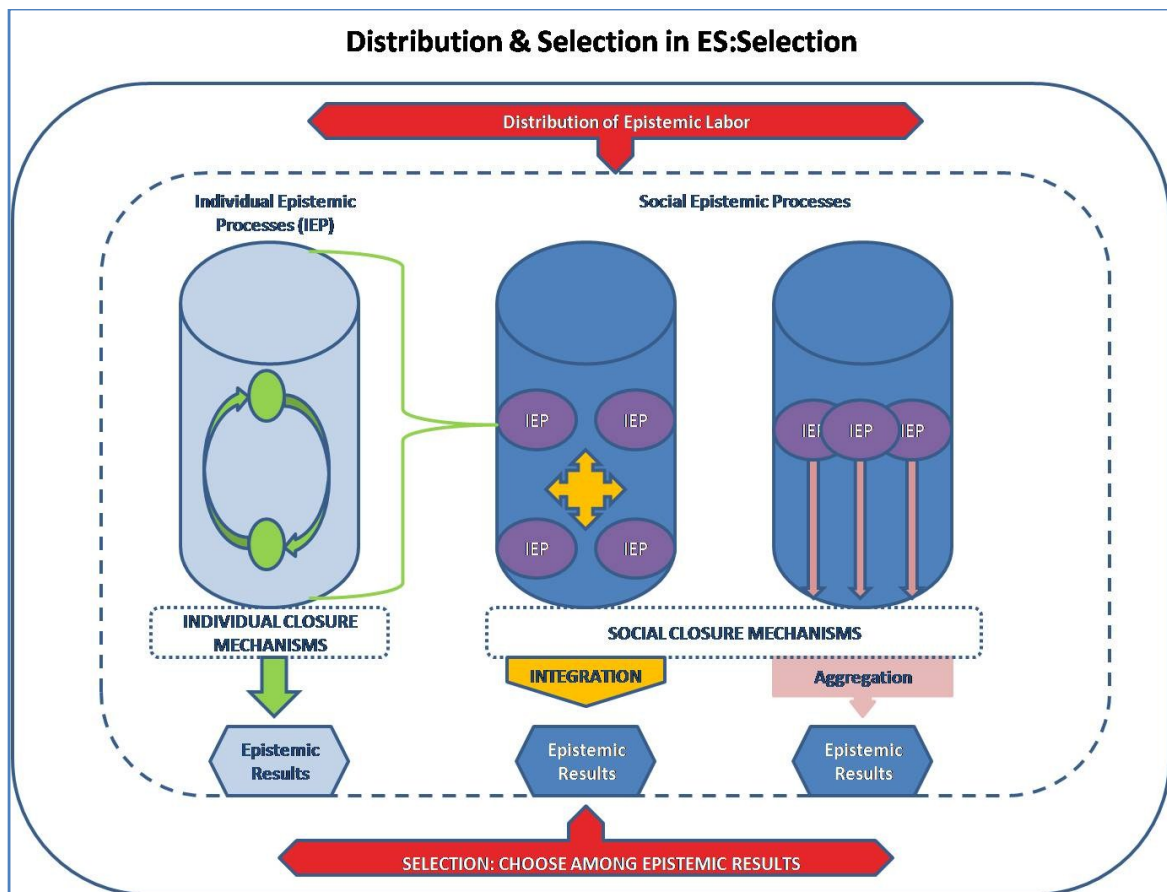 Distribution & Selection in ES:Selection
Distribution of Epistemic Labor
Individual Epistemic
Processes (IEP)
Social Epistemic Processes
IEP
IEP
IEP
IEP
IEP
IEP
IEP
INDIVIDUAL CLOSURE
MECHANISMS
SOCIAL CLOSURE MECHANISMS
INTEGRATION
Aggregation
Epistemic
Results
Epistemic
Results
Epistemic
Results
SELECTION: CHOOSE AMONG EPISTEMIC RESULTS